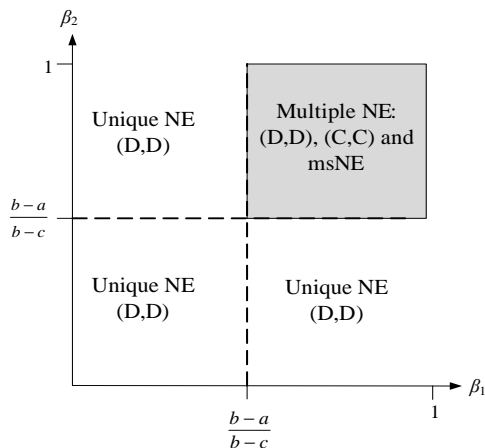 β₂
1
Unique NE
(D,D)
Multiple NE:
(D,D), (C,C) and
msNE
b − a
b − c
Unique NE
(D,D)
Unique NE
(D,D)
β₁
b − a
b − c
1